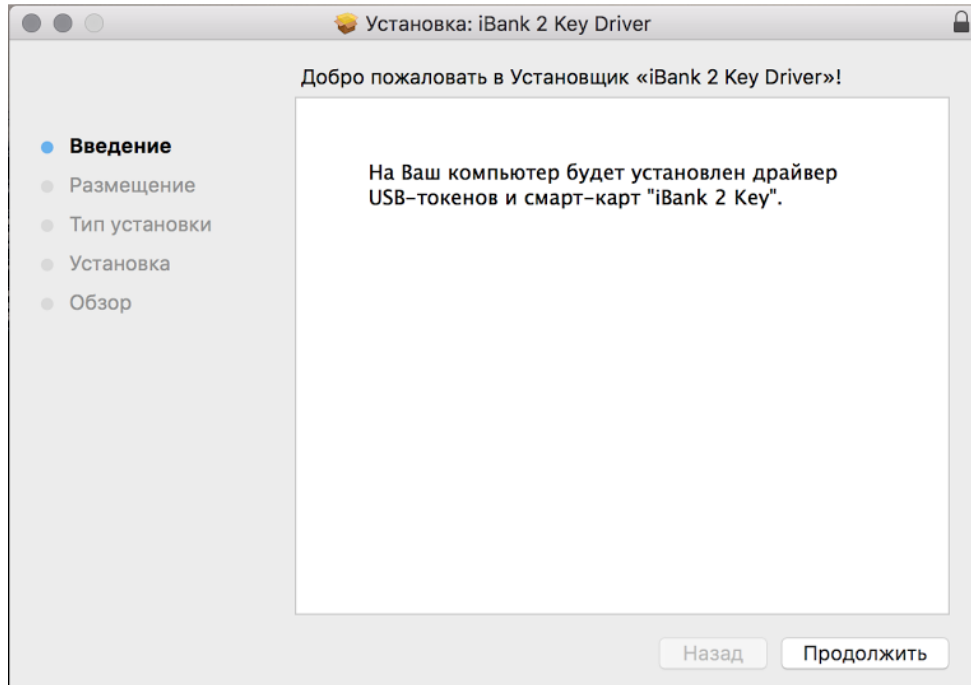 Установка: iBank 2 Key Driver
Добро пожаловать в Установщик «iBank 2 Key Driver»!
Введение
Размещение
Тип установки
Установка
Обзор
На Ваш компьютер будет установлен драйвер
USB-токенов и смарт-карт "iBank 2 Key".
Назад
Продолжить